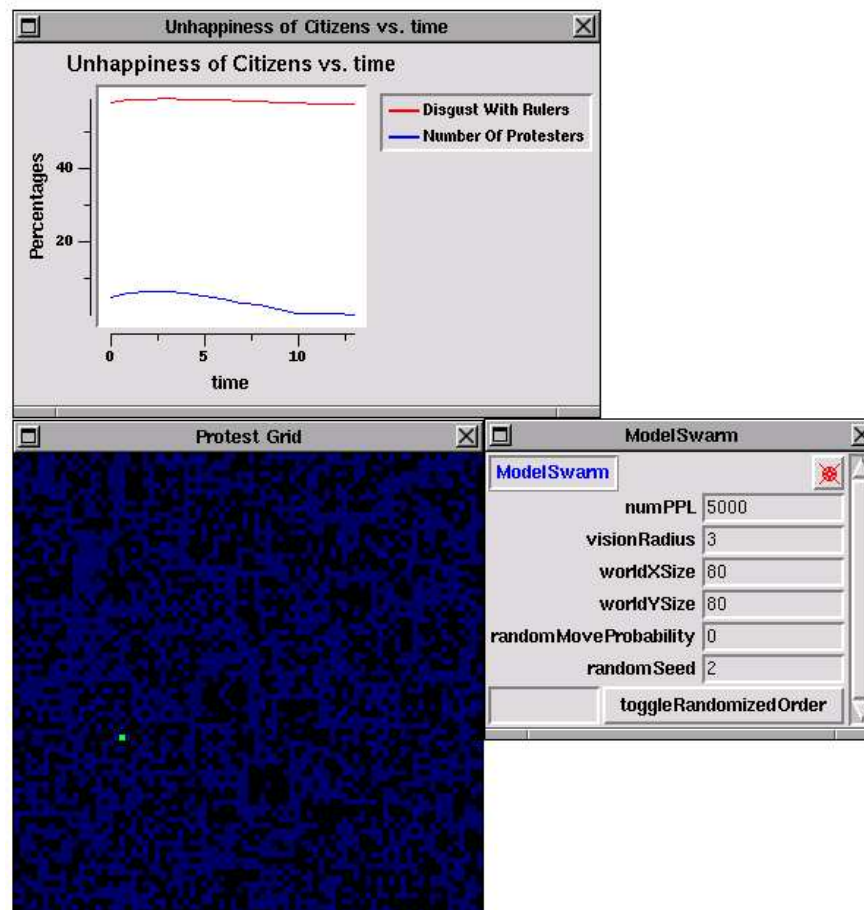 Unhappiness of Citizens vs. time
Unhappiness of Citizens vs. time
Disgust With Rulers
Number Of Protesters
Percentages
40
20
0 5 10
time
Protest Grid
ModelSwarm
ModelSwarm
numPPL 5000
visionRadius 3
worldXSize 80
worldYSize 80
randomMoveProbability 0
randomSeed 2
toggleRandomizedOrder